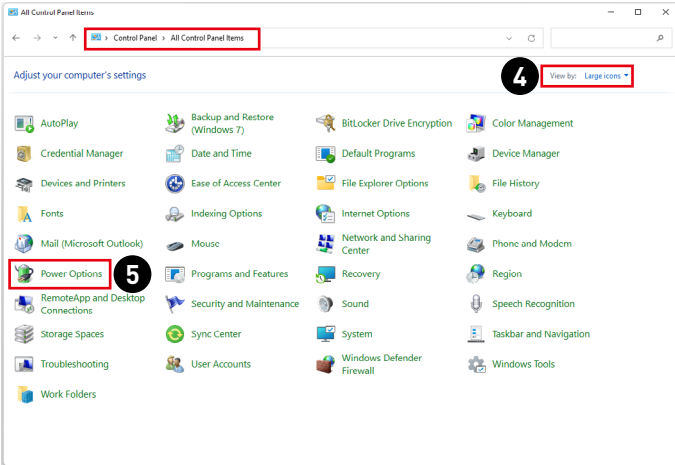 All Control Panel Items
Control Panel > All Control Panel Items
Adjust your computer's settings
4
View by: Large icons
AutoPlay
Backup and Restore
(Windows 7)
BitLocker Drive Encryption
Color Management
Credential Manager
Date and Time
Default Programs
Device Manager
Devices and Printers
Ease of Access Center
File Explorer Options
File History
Fonts
Indexing Options
Internet Options
Keyboard
Mail (Microsoft Outlook)
Mouse
Network and Sharing
Center
Phone and Modem
Power Options
5
Programs and Features
Recovery
Region
RemoteApp and Desktop
Connections
Security and Maintenance
Sound
Speech Recognition
Storage Spaces
Sync Center
System
Taskbar and Navigation
Troubleshooting
User Accounts
Windows Defender
Firewall
Windows Tools
Work Folders